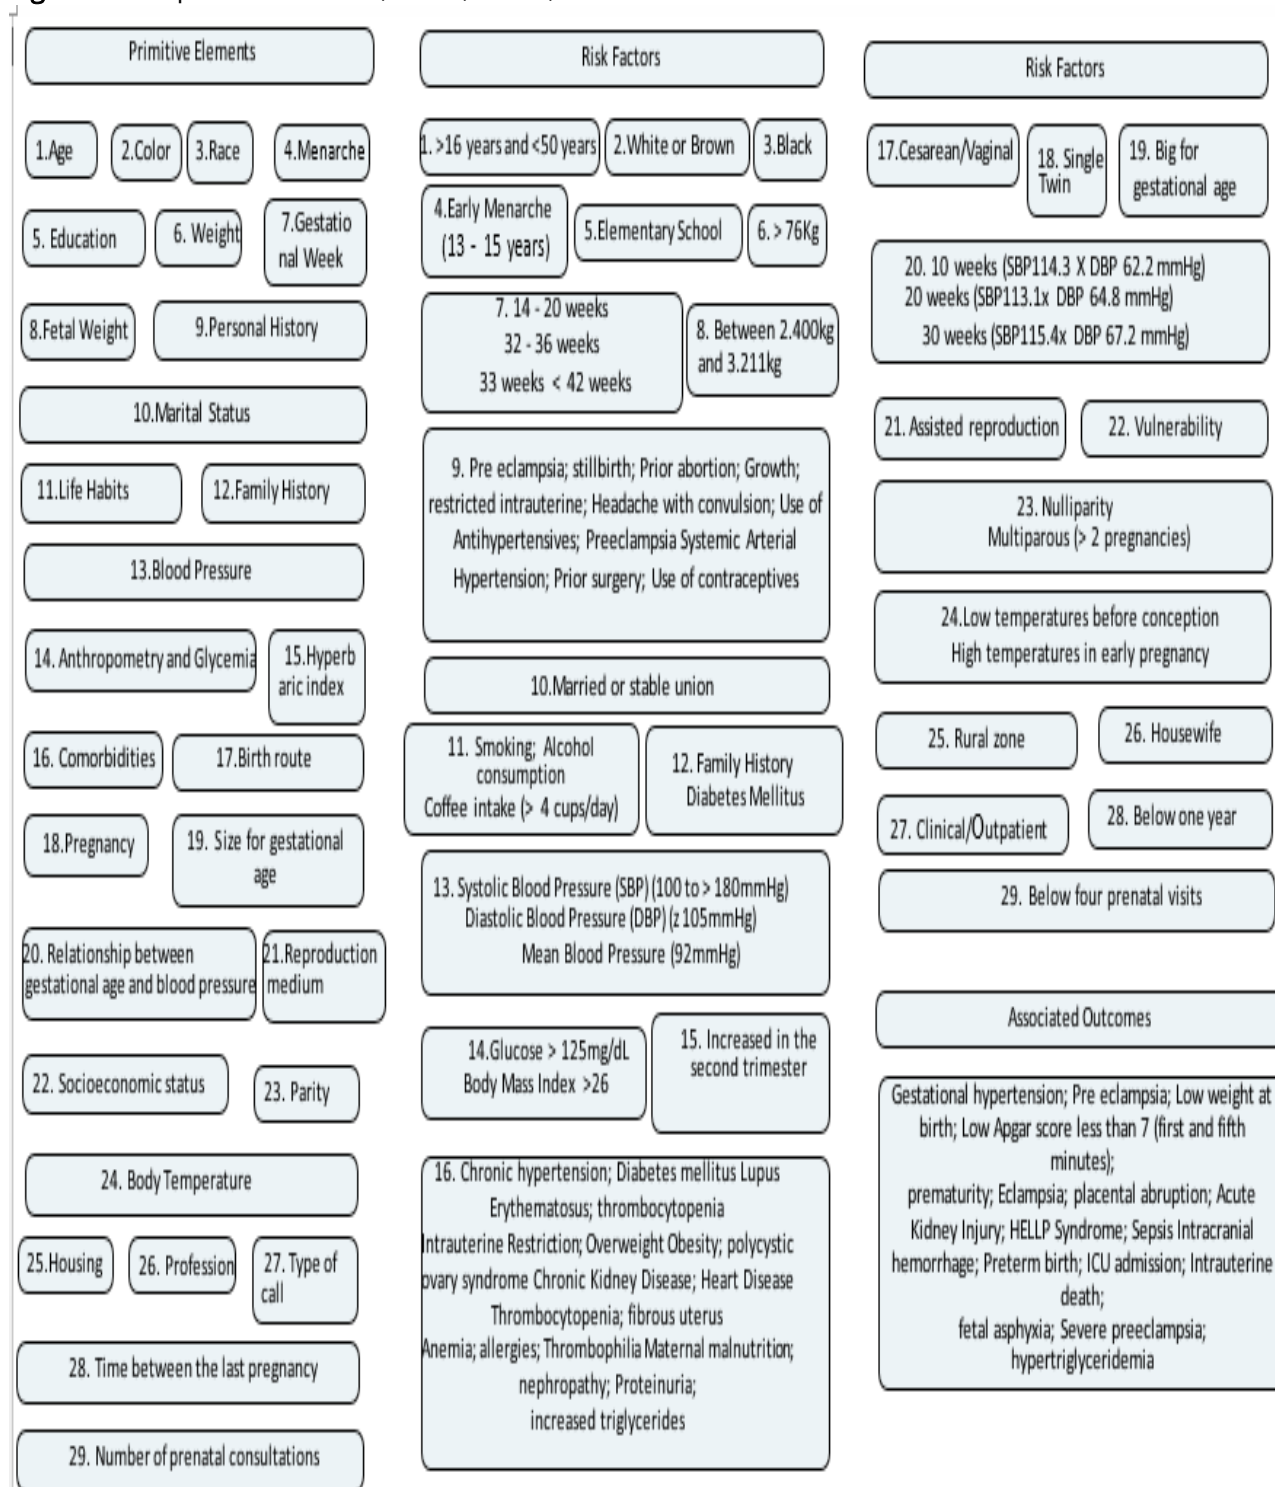 Primitive Elements
1.Age
2.Color
3.Race
4.Menarche
5. Education
6. Weight
7.Gestatio
nal Week
8.Fetal Weight
9.Personal History
10.Marital Status
11.Life Habits
12.Family History
13.Blood Pressure
14. Anthropometry and Glycemia
15.Hyperb
aric index
16. Comorbidities
17.Birth route
18.Pregnancy
19. Size for gestational
age
20. Relationship between
gestational age and blood pressure
21.Reproduction
medium
22. Socioeconomic status
23. Parity
24. Body Temperature
25.Housing
26. Profession
27. Type of
call
28. Time between the last pregnancy
29. Number of prenatal consultations
Risk Factors
1. >16 years and <50 years
2.White or Brown
3.Black
4.Early Menarche
(13 - 15 years)
5.Elementary School
6. > 76Kg
7. 14 - 20 weeks
32 - 36 weeks
33 weeks < 42 weeks
8. Between 2.400kg
and 3.211kg
9. Pre eclampsia; stillbirth; Prior abortion; Growth;
restricted intrauterine; Headache with convulsion; Use of
Antihypertensives; Preeclampsia Systemic Arterial
Hypertension; Prior surgery; Use of contraceptives
10.Married or stable union
11. Smoking; Alcohol
consumption
Coffee intake (> 4 cups/day)
12. Family History
Diabetes Mellitus
13. Systolic Blood Pressure (SBP) (100 to > 180mmHg)
Diastolic Blood Pressure (DBP) (z 105mmHg)
Mean Blood Pressure (92mmHg)
14.Glucose > 125mg/dL
Body Mass Index >26
15. Increased in the
second trimester
16. Chronic hypertension; Diabetes mellitus Lupus
Erythematosus; thrombocytopenia
Intrauterine Restriction; Overweight Obesity; polycystic
ovary syndrome Chronic Kidney Disease; Heart Disease
Thrombocytopenia; fibrous uterus
Anemia; allergies; Thrombophilia Maternal malnutrition;
nephropathy; Proteinuria;
increased triglycerides
Risk Factors
17.Cesarean/Vaginal
18. Single
Twin
19. Big for
gestational age
20. 10 weeks (SBP114.3 X DBP 62.2 mmHg)
20 weeks (SBP113.1x DBP 64.8 mmHg)
30 weeks (SBP115.4x DBP 67.2 mmHg)
21. Assisted reproduction
22. Vulnerability
23. Nulliparity
Multiparous (> 2 pregnancies)
24.Low temperatures before conception
High temperatures in early pregnancy
25. Rural zone
26. Housewife
27. Clinical/Outpatient
28. Below one year
29. Below four prenatal visits
Associated Outcomes
Gestational hypertension; Pre eclampsia; Low weight at
birth; Low Apgar score less than 7 (first and fifth
minutes);
prematurity; Eclampsia; placental abruption; Acute
Kidney Injury; HELLP Syndrome; Sepsis Intracranial
hemorrhage; Preterm birth; ICU admission; Intrauterine
death;
fetal asphyxia; Severe preeclampsia;
hypertriglyceridemia